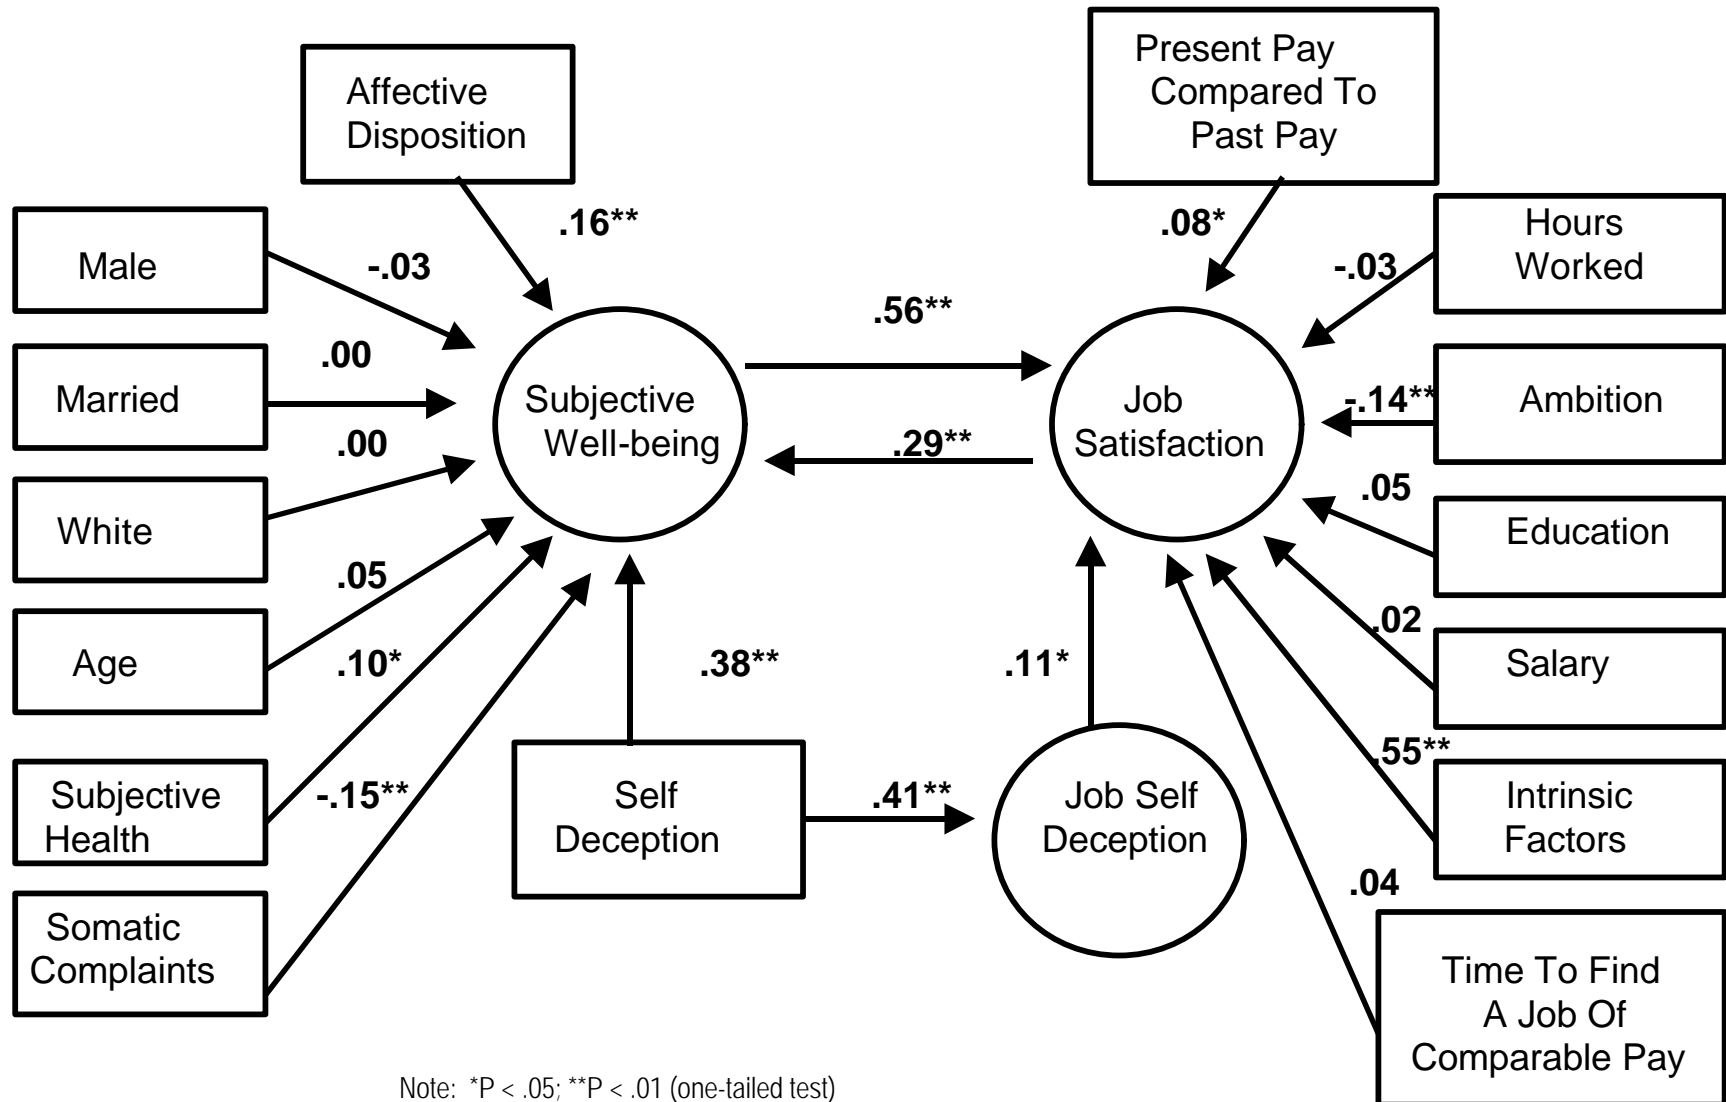 Affective
Disposition
Present Pay
Compared To
Past Pay
.16**
.08*
Male
-.03
-.03
Hours
Worked
.56**
Married
.00
Subjective
Well-being
Job
Satisfaction
-.14**
Ambition
.00
.29**
White
.05
Education
.05
Age
.10*
.38**
.11*
.02
Salary
Subjective
Health
-.15**
Self
Deception
.41**
Job Self
Deception
.55**
Intrinsic
Factors
.04
Somatic
Complaints
Time To Find
A Job Of
Comparable Pay
Note: *P < .05; **P < .01 (one-tailed test)